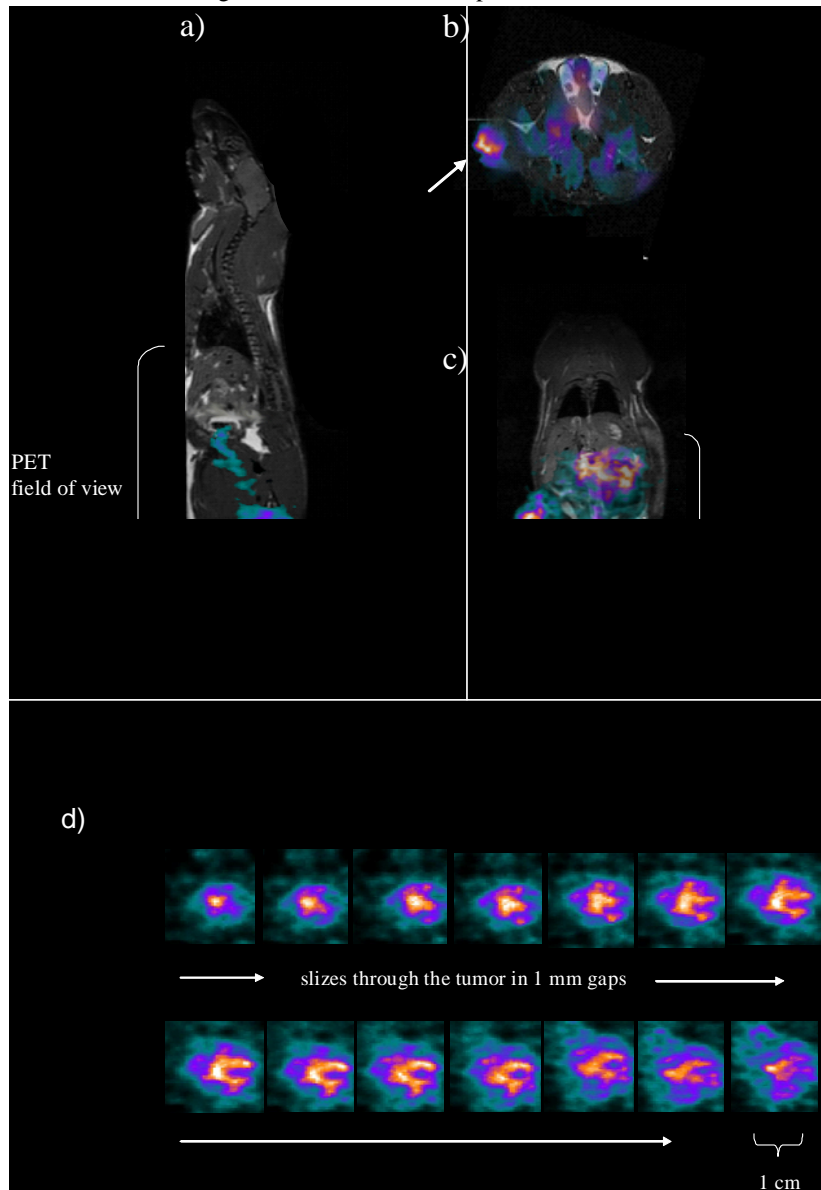 a)
b)
c)
PET
field of view
d)
slizes through the tumor in 1 mm gaps
1 cm